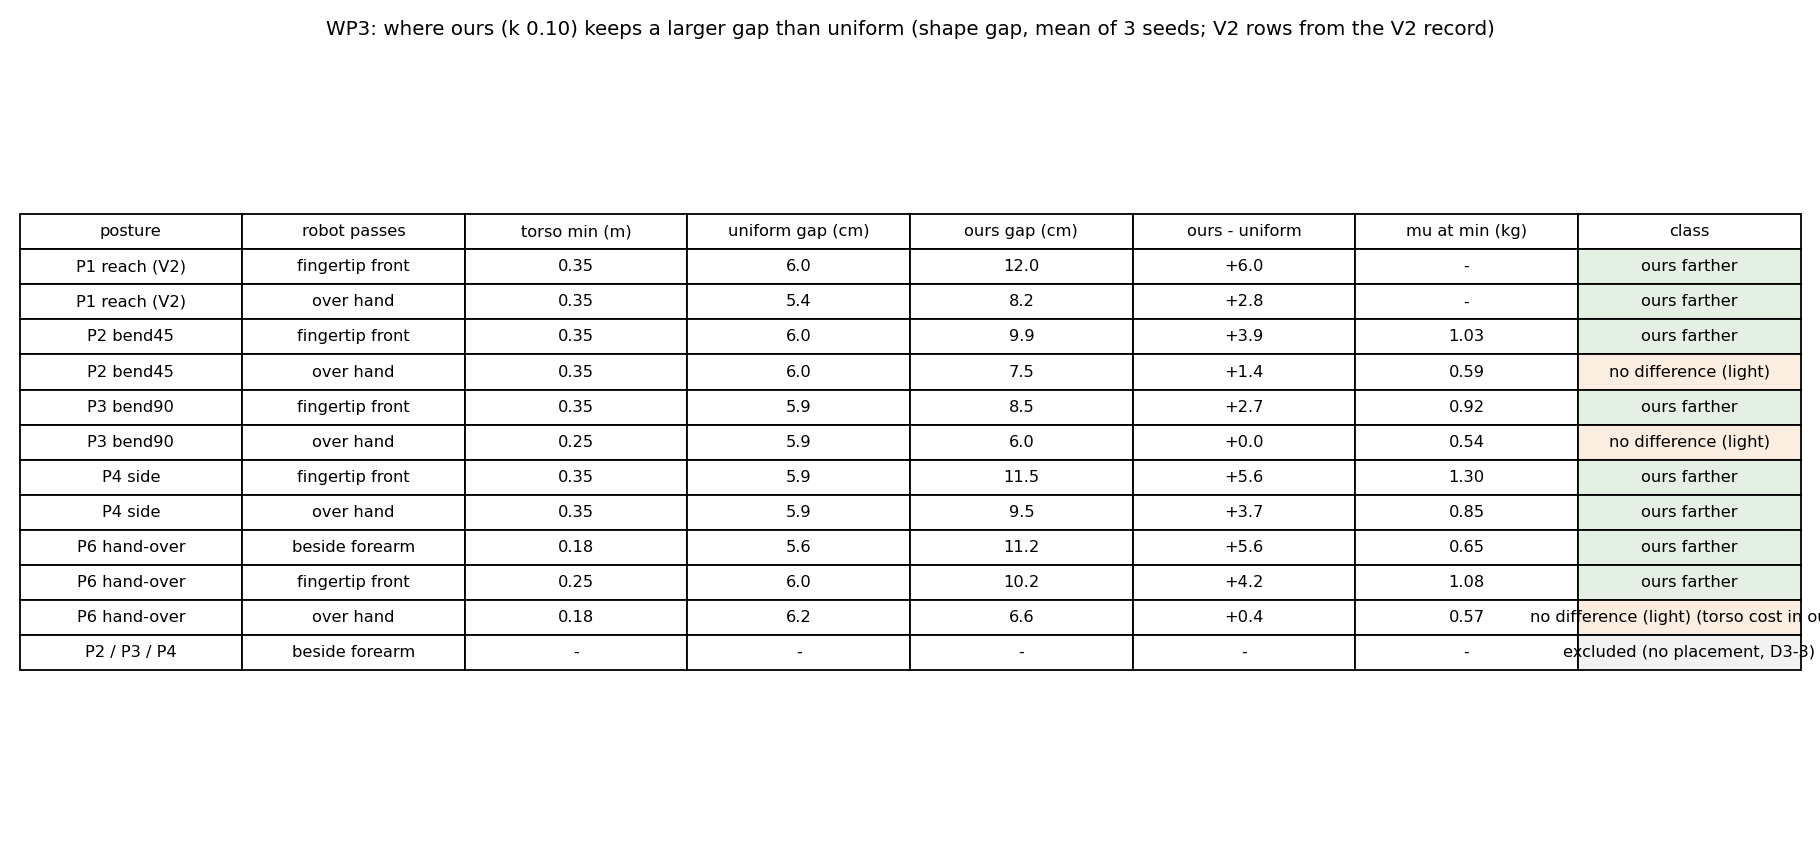 WP3: where ours (k 0.10) keeps a larger gap than uniform (shape gap, mean of 3 seeds; V2 rows from the V2 record)
posture robot passes torso min (m) uniform gap (cm) ours gap (cm) ours - uniform mu at min (kg) class
P1 reach (V2) fingertip front 0.35 6.0 12.0 +6.0 - ours farther
P1 reach (V2) over hand 0.35 5.4 8.2 +2.8 - ours farther
P2 bend45 fingertip front 0.35 6.0 9.9 +3.9 1.03 ours farther
P2 bend45 over hand 0.35 6.0 7.5 +1.4 0.59 no difference (light)
P3 bend90 fingertip front 0.35 5.9 8.5 +2.7 0.92 ours farther
P3 bend90 over hand 0.25 5.9 6.0 +0.0 0.54 no difference (light)
P4 side fingertip front 0.35 5.9 11.5 +5.6 1.30 ours farther
P4 side over hand 0.35 5.9 9.5 +3.7 0.85 ours farther
P6 hand-over beside forearm 0.18 5.6 11.2 +5.6 0.65 ours farther
P6 hand-over fingertip front 0.25 6.0 10.2 +4.2 1.08 ours farther
P6 hand-over over hand 0.18 6.2 6.6 +0.4 0.57 no difference (light) (torso cost in
P2 / P3 / P4 beside forearm - - - - - excluded (no placement, D3-3)